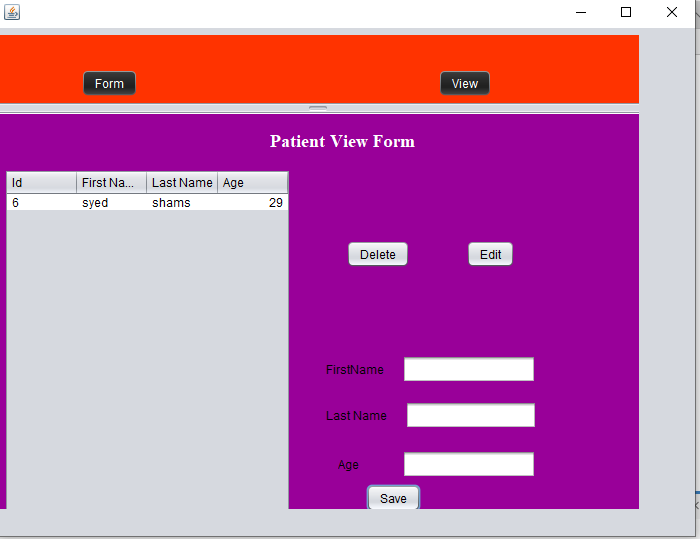 Form View
Patient View Form
Id First Na... Last Name Age
6 syed shams 29
Delete Edit
FirstName
Last Name
Age
Save